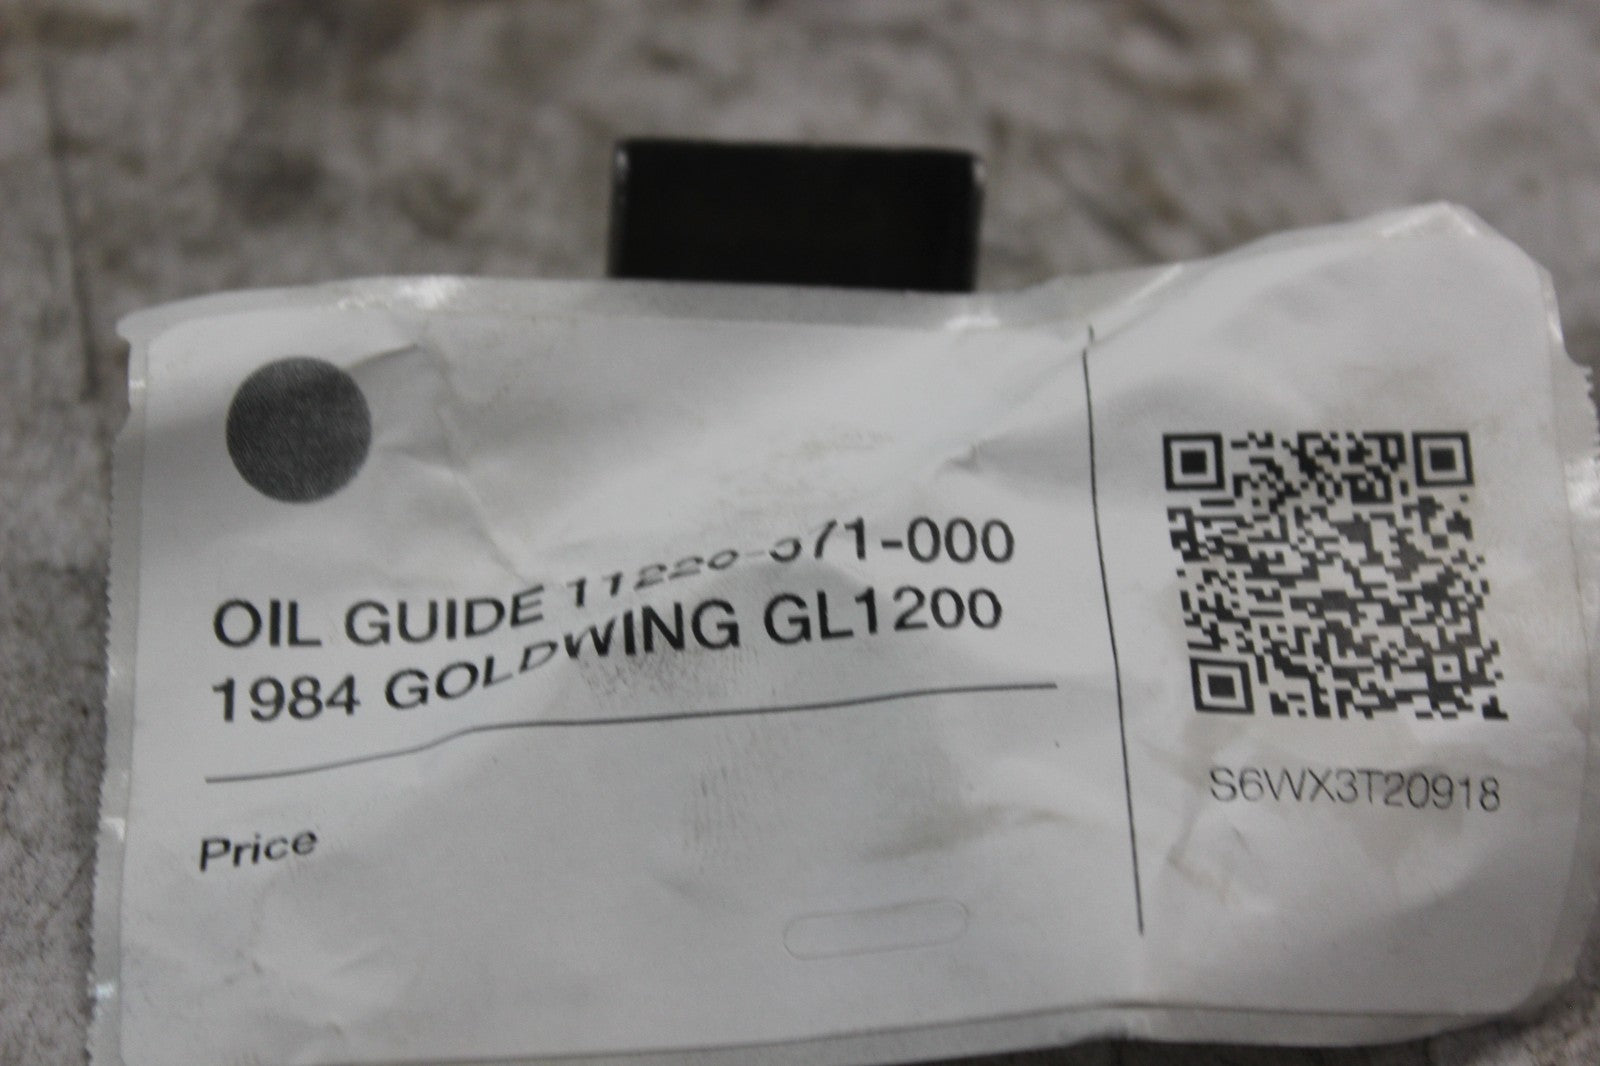 OIL GUIDE
1984 GOLDWING GL1200
Price
S6WX3T20918